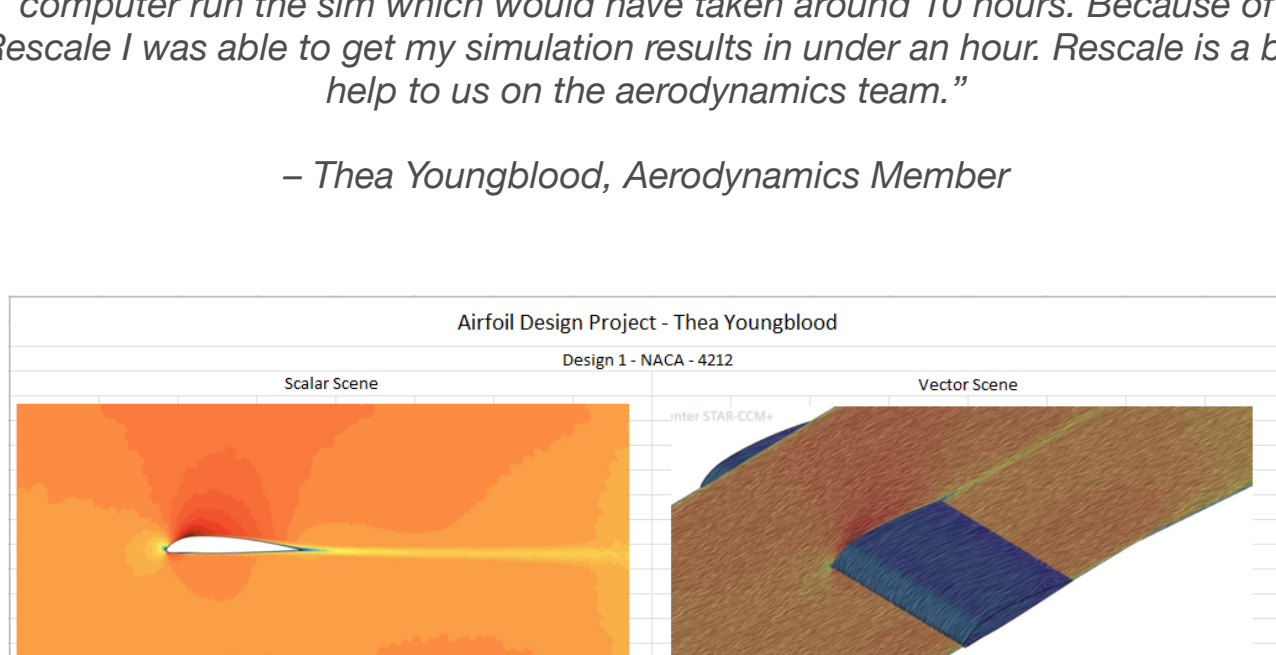 computer run the sim which would have taken around 10 hours. Because of
Rescale I was able to get my simulation results in under an hour. Rescale is a b
help to us on the aerodynamics team.”
– Thea Youngblood, Aerodynamics Member
Airfoil Design Project - Thea Youngblood
Design 1 - NACA - 4212
Scalar Scene
Vector Scene
enter STAR-CCM+